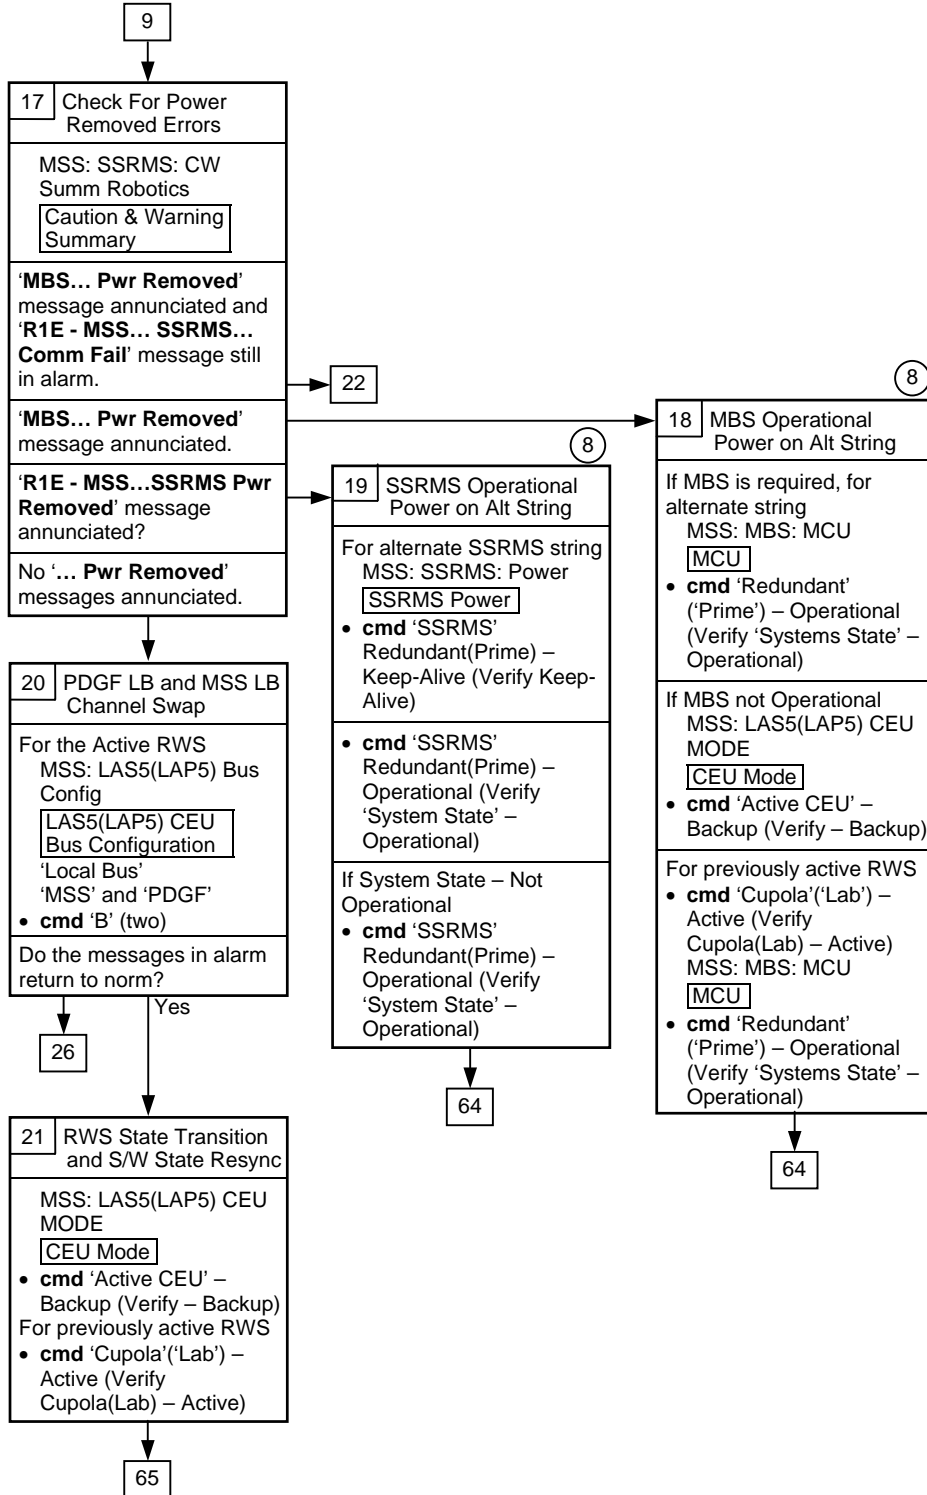 9
17 Check For Power
Removed Errors
MSS: SSRMS: CW
Summ Robotics
Caution & Warning
Summary
‘MBS… Pwr Removed’
message annunciated and
‘R1E - MSS… SSRMS…
Comm Fail’ message still
in alarm.
22
‘MBS… Pwr Removed’
message annunciated.
‘R1E - MSS…SSRMS Pwr
Removed’ message
annunciated?
No ‘… Pwr Removed’
messages annunciated.
8
18 MBS Operational
Power on Alt String
If MBS is required, for
alternate string
MSS: MBS: MCU
MCU
• cmd ‘Redundant’
(‘Prime’) – Operational
(Verify ‘Systems State’ –
Operational)
If MBS not Operational
MSS: LAS5(LAP5) CEU
MODE
CEU Mode
• cmd ‘Active CEU’ –
Backup (Verify – Backup)
For previously active RWS
• cmd ‘Cupola’(‘Lab’) –
Active (Verify
Cupola(Lab) – Active)
MSS: MBS: MCU
MCU
• cmd ‘Redundant’
(‘Prime’) – Operational
(Verify ‘Systems State’ –
Operational)
64
8
19 SSRMS Operational
Power on Alt String
For alternate SSRMS string
MSS: SSRMS: Power
SSRMS Power
• cmd ‘SSRMS’
Redundant(Prime) –
Keep-Alive (Verify Keep-
Alive)
• cmd ‘SSRMS’
Redundant(Prime) –
Operational (Verify
‘System State’ –
Operational)
If System State – Not
Operational
• cmd ‘SSRMS’
Redundant(Prime) –
Operational (Verify
‘System State’ –
Operational)
64
20 PDGF LB and MSS LB
Channel Swap
For the Active RWS
MSS: LAS5(LAP5) Bus
Config
LAS5(LAP5) CEU
Bus Configuration
‘Local Bus’
‘MSS’ and ‘PDGF’
• cmd ‘B’ (two)
Do the messages in alarm
return to norm?
Yes
26
21 RWS State Transition
and S/W State Resync
MSS: LAS5(LAP5) CEU
MODE
CEU Mode
• cmd ‘Active CEU’ –
Backup (Verify – Backup)
For previously active RWS
• cmd ‘Cupola’(‘Lab’) –
Active (Verify
Cupola(Lab) – Active)
65